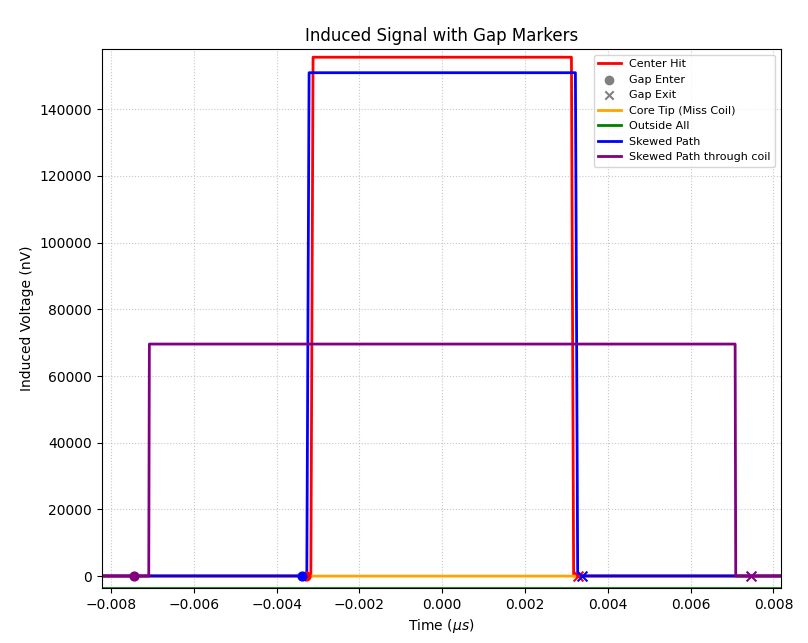 Induced Signal with Gap Markers
Induced Voltage (nV)
140000
120000
100000
80000
60000
40000
20000
0
Center Hit
Gap Enter
Gap Exit
Core Tip (Miss Coil)
Outside All
Skewed Path
Skewed Path through coil
−0.008 −0.006 −0.004 −0.002 0.000 0.002 0.004 0.006 0.008
Time (μs)